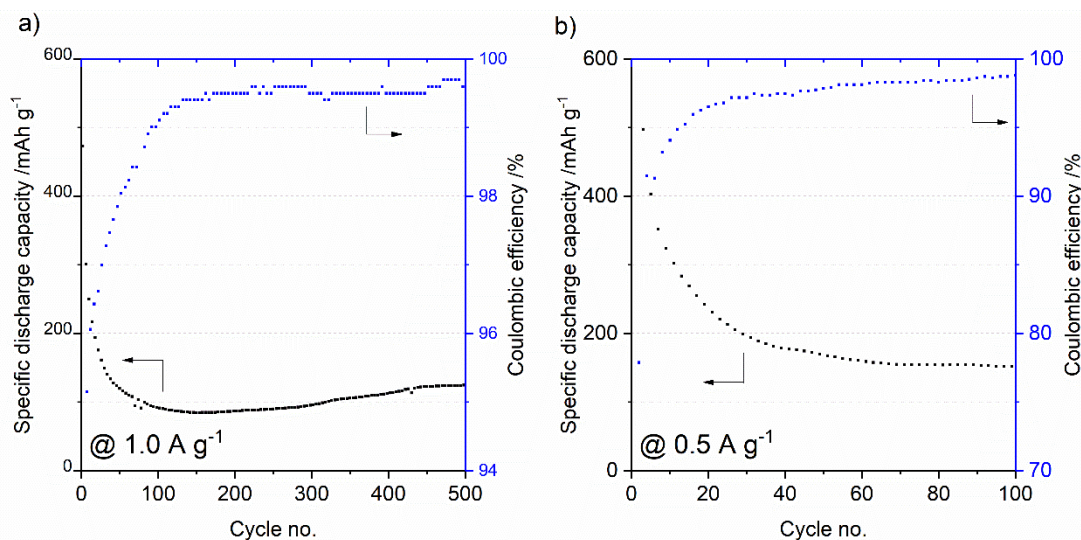 a)
600
400
200
0
Specific discharge capacity /mAh g⁻¹
100
98
96
94
Coulombic efficiency /%
@ 1.0 A g⁻¹
0 100 200 300 400 500
Cycle no.
b)
600
400
200
0
Specific discharge capacity /mAh g⁻¹
100
90
80
70
Coulombic efficiency /%
@ 0.5 A g⁻¹
0 20 40 60 80 100
Cycle no.